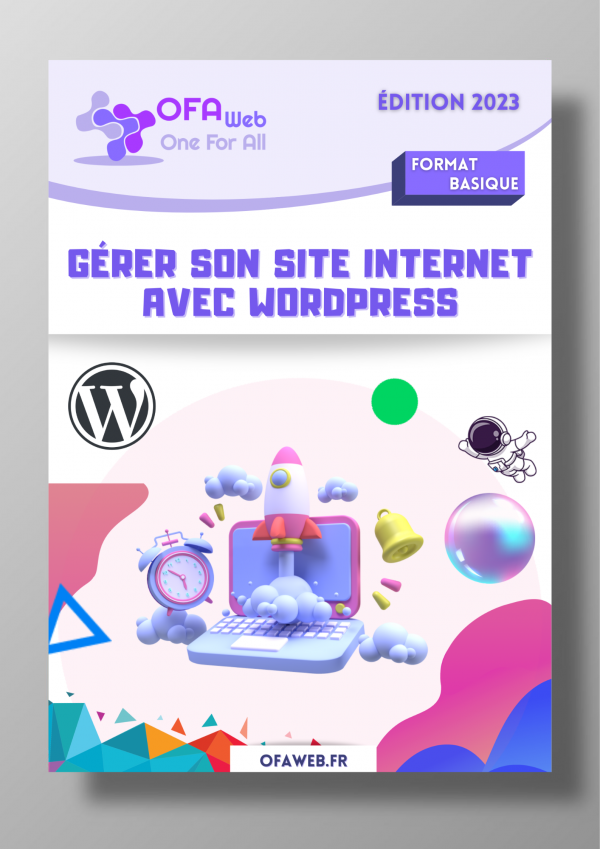 OFA Web
One For All
ÉDITION 2023
FORMAT
BASIQUE
GÉRER SON SITE INTERNET
AVEC WORDPRESS
W
OFAWEB.FR